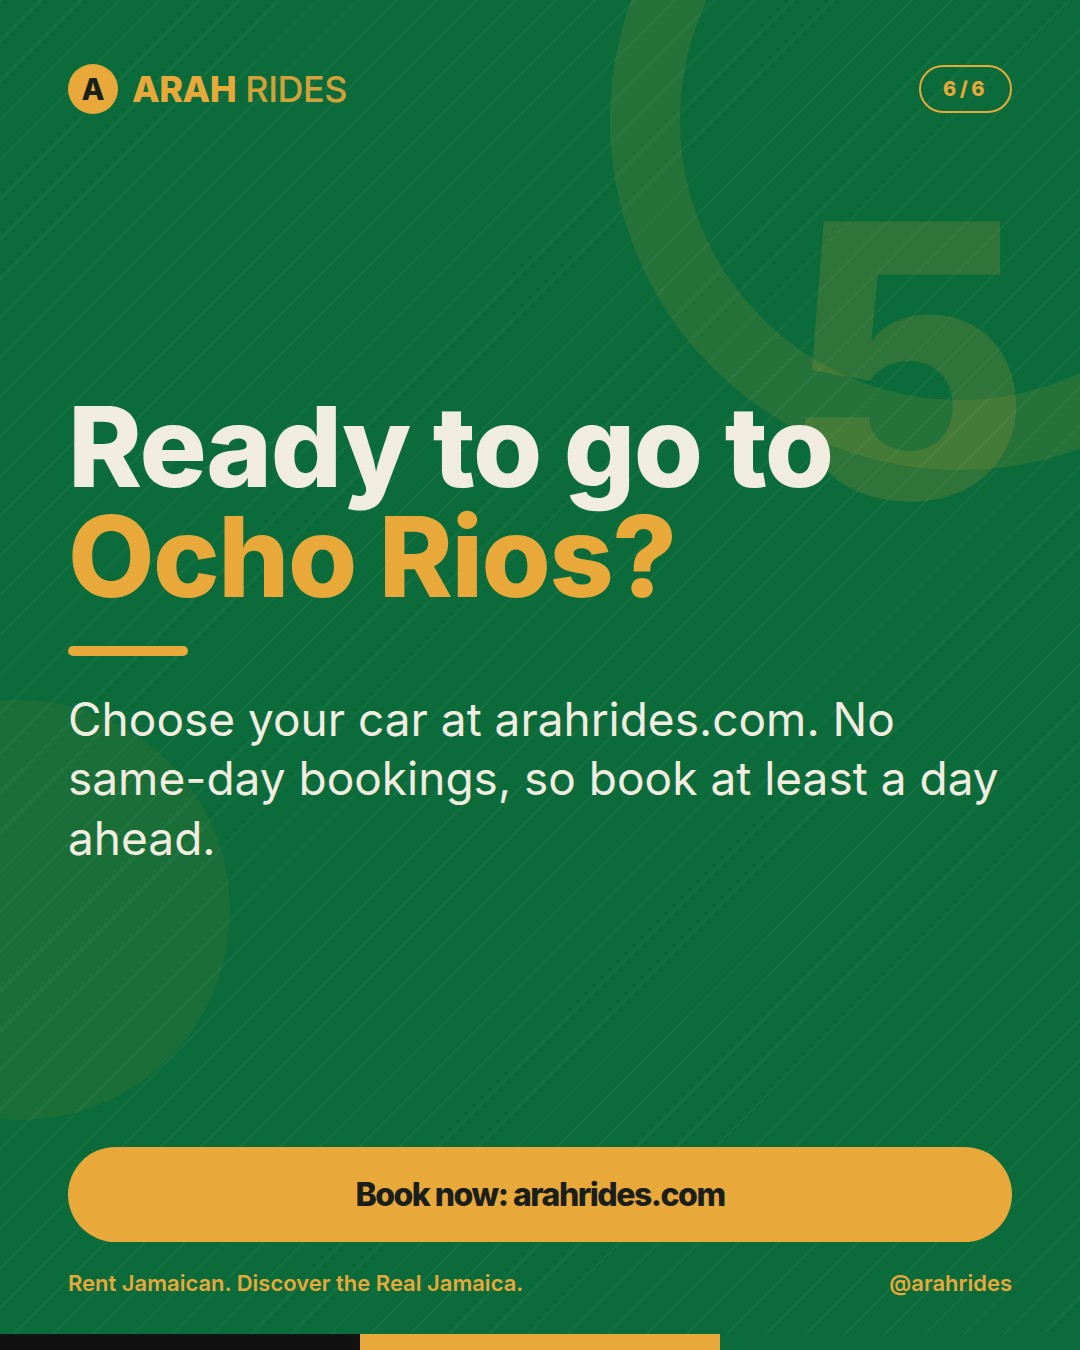 A ARAH RIDES
6/6
5
Ready to go to
Ocho Rios?
Choose your car at arahrides.com. No
same-day bookings, so book at least a day
ahead.
Book now: arahrides.com
Rent Jamaican. Discover the Real Jamaica.
@arahrides